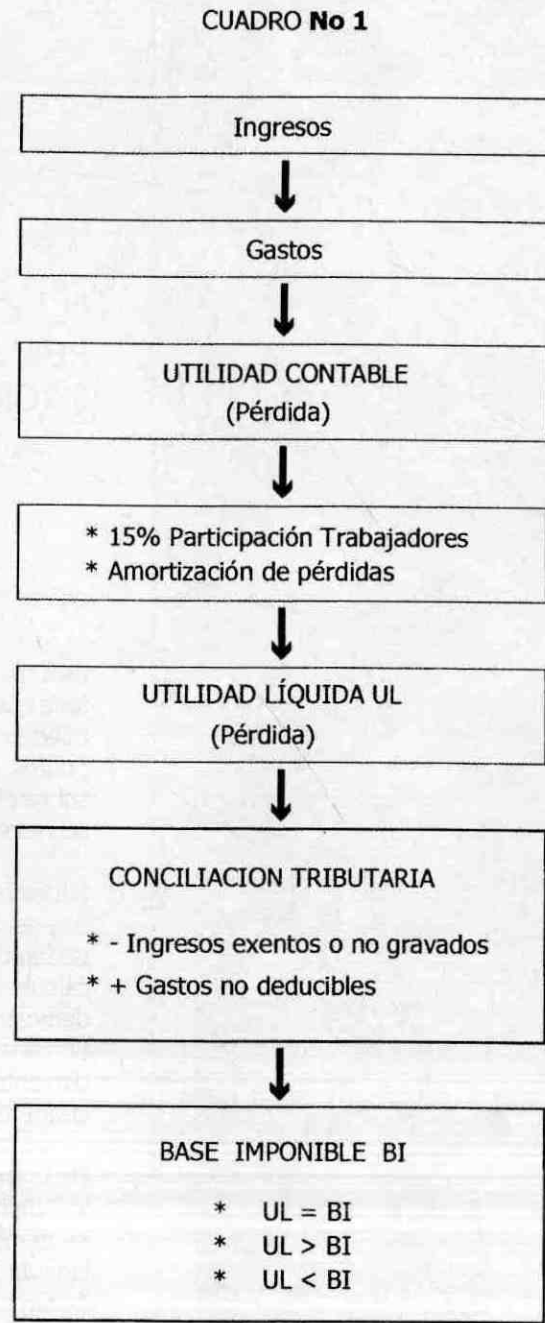 CUADRO No 1
Ingresos
Gastos
UTILIDAD CONTABLE
(Pérdida)
* 15% Participación Trabajadores
* Amortización de pérdidas
UTILIDAD LÍQUIDA UL
(Pérdida)
CONCILIACION TRIBUTARIA
* - Ingresos exentos o no gravados
* + Gastos no deducibles
BASE IMPONIBLE BI
* UL = BI
* UL > BI
* UL < BI